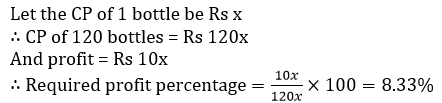 Let the CP of 1 bottle be Rs x
∴ CP of 120 bottles = Rs 120x
And profit = Rs 10x
∴ Required profit percentage = 10x/120x × 100 = 8.33%